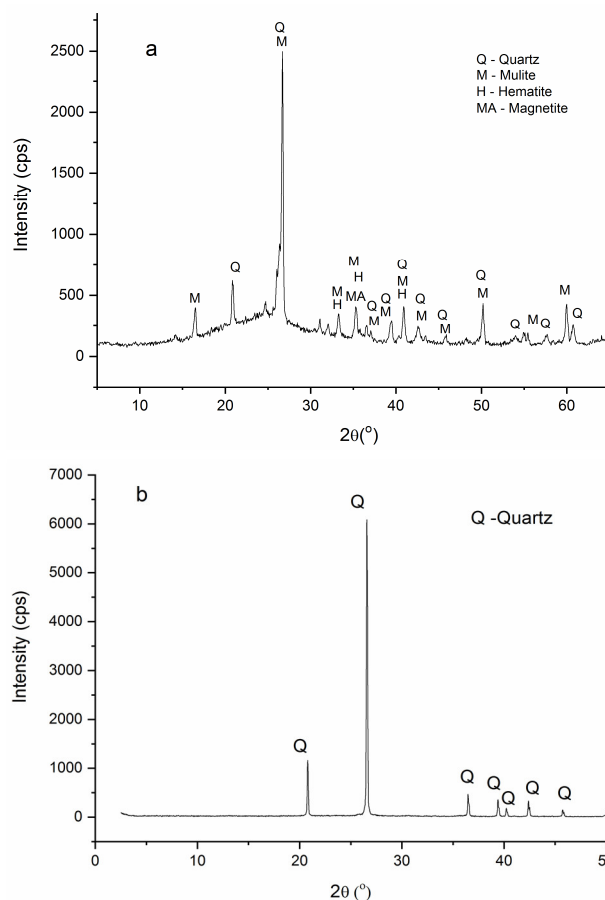 a
Q
M
Q - Quartz
M - Mulite
H - Hematite
MA - Magnetite
2500
2000
1500
1000
500
0
Intensity (cps)
M
Q
M
H
M
H
MA
Q
M
Q
M
Q
M
H
Q
M
Q
M
Q
M
Q
M
Q
M
Q
10 20 30 40 50 60
2θ(°)
b
Q
Q -Quartz
7000
6000
5000
4000
3000
2000
1000
0
Intensity (cps)
Q
Q Q Q Q Q
0 10 20 30 40 50
2θ (°)